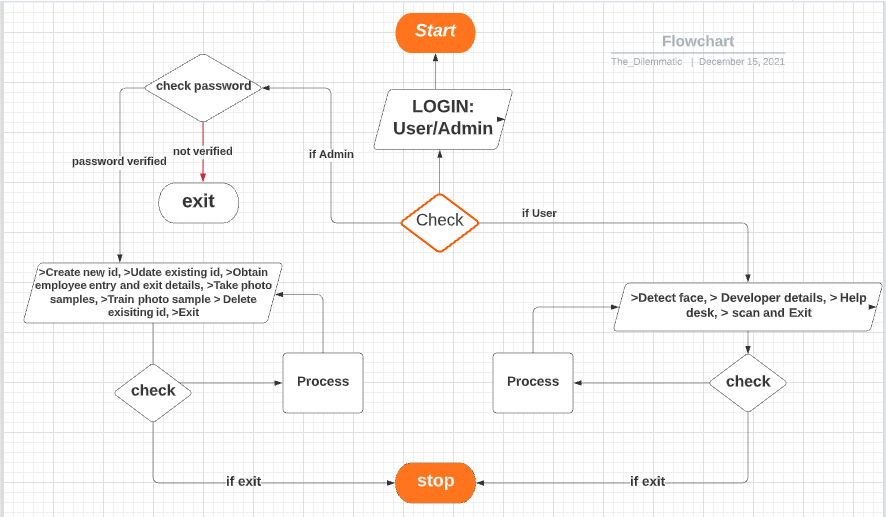 Start
Flowchart
The_Dilemmatic | December 15, 2021
check password
LOGIN:
User/Admin
not verified
password verified
if Admin
exit
Check
if User
>Create new id, >Udate existing id, >Obtain
employee entry and exit details, >Take photo
samples, >Train photo sample > Delete
exisiting id, >Exit
>Detect face, > Developer details, > Help
desk, > scan and Exit
check
Process
Process
check
if exit
stop
if exit